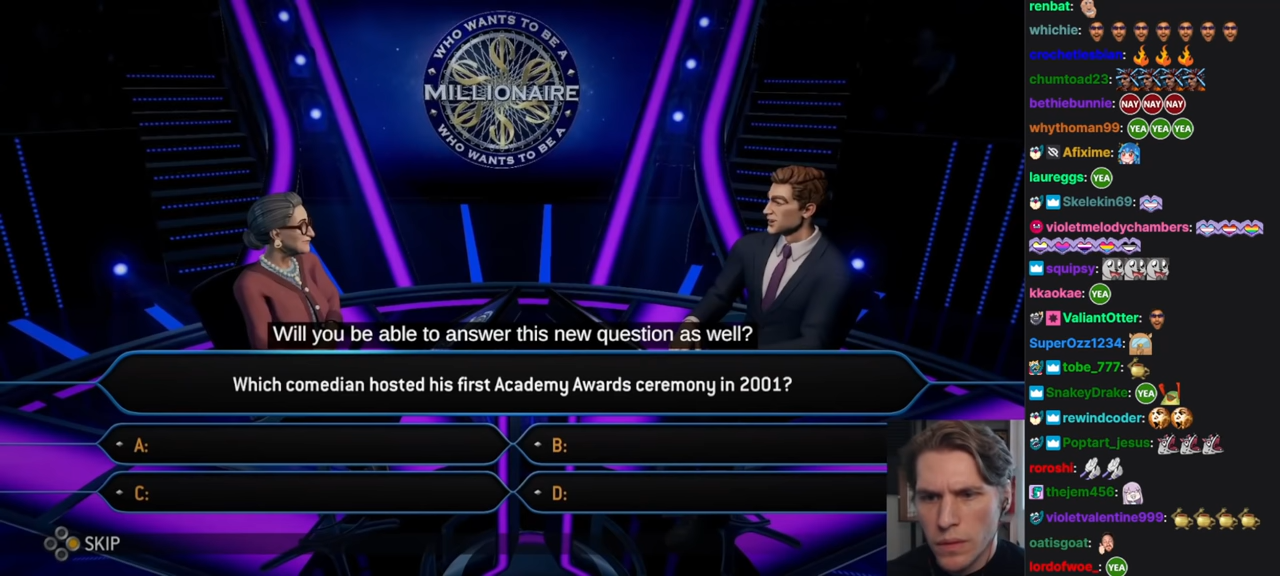 WHO WANTS TO BE A
MILLIONAIRE
WHO WANTS TO BE A
Will you be able to answer this new question as well?
Which comedian hosted his first Academy Awards ceremony in 2001?
A:
B:
C:
D:
SKIP
renbat:
whichie:
crochetlesbian:
chumtoad23:
bethiebunnie: NAY NAY NAY
whythoman99: YEA YEA YEA
Afixime:
laureggs: YEA
Skelekin69:
violetmelodychambers:
squipsy:
kkaokae: YEA
ValiantOtter:
SuperOzz1234:
tobe_777:
SnakeyDrake: YEA
rewindcoder:
Poptart_jesus:
roroshi:
thejem456:
violetvalentine999:
oatisgoat:
lordofwoe_: YEA